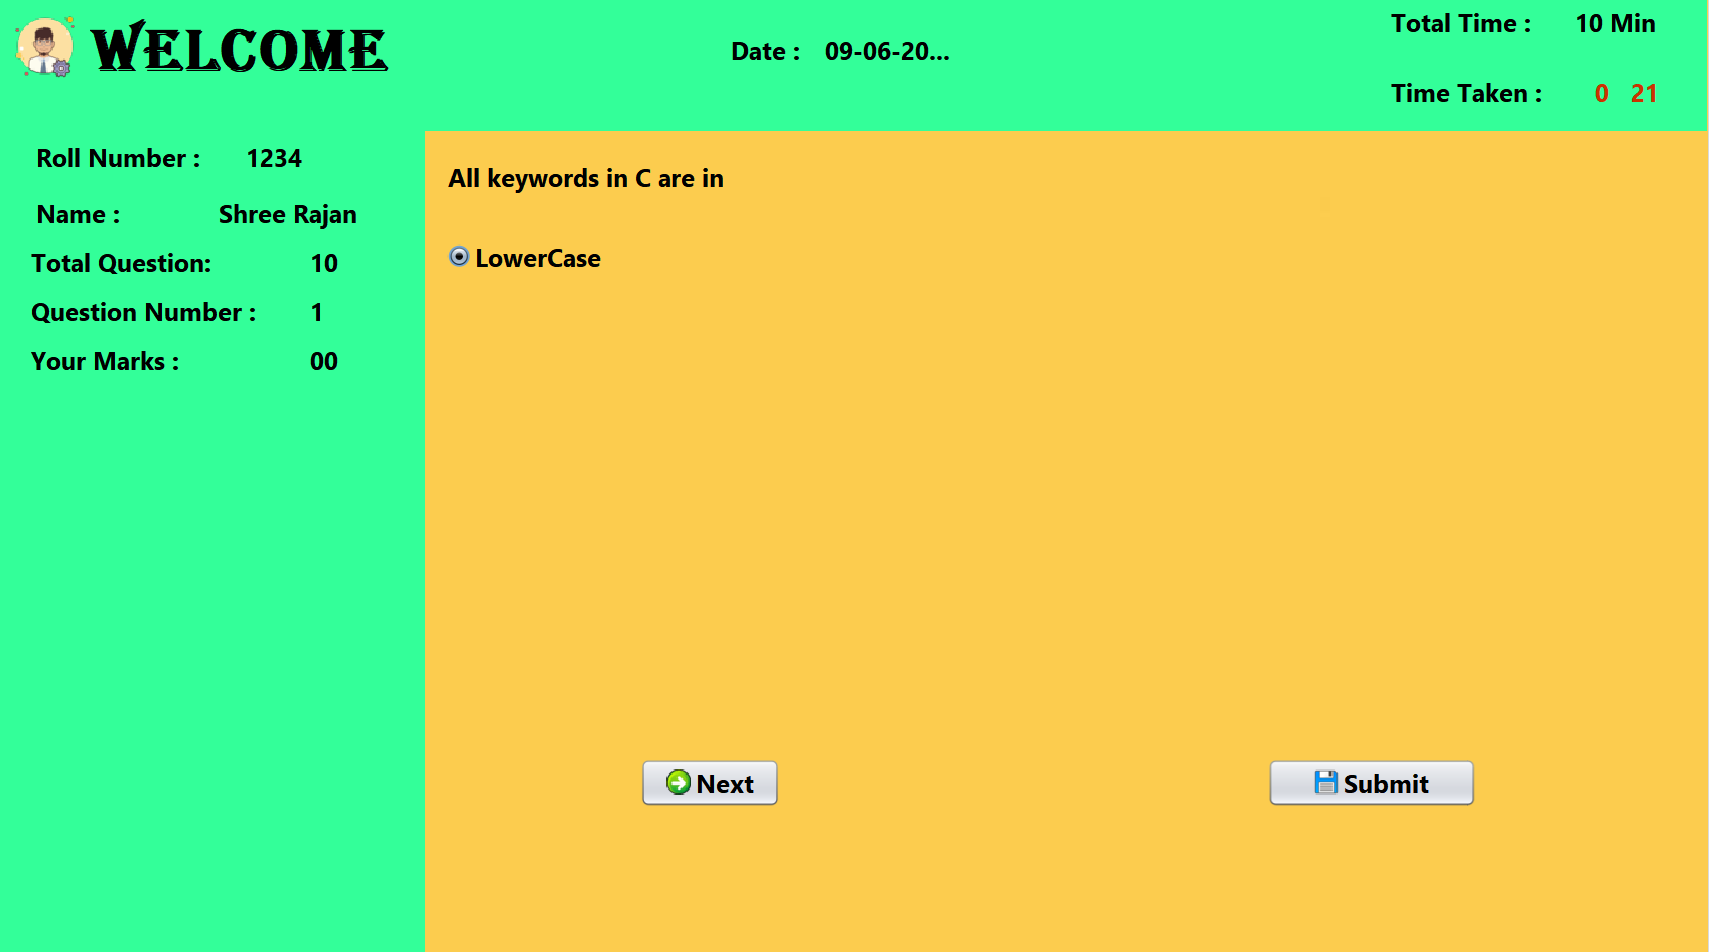 WELCOME
Date : 09-06-20...
Total Time : 10 Min
Time Taken : 0 21
Roll Number : 1234
Name : Shree Rajan
Total Question: 10
Question Number : 1
Your Marks : 00
All keywords in C are in
LowerCase
Next
Submit